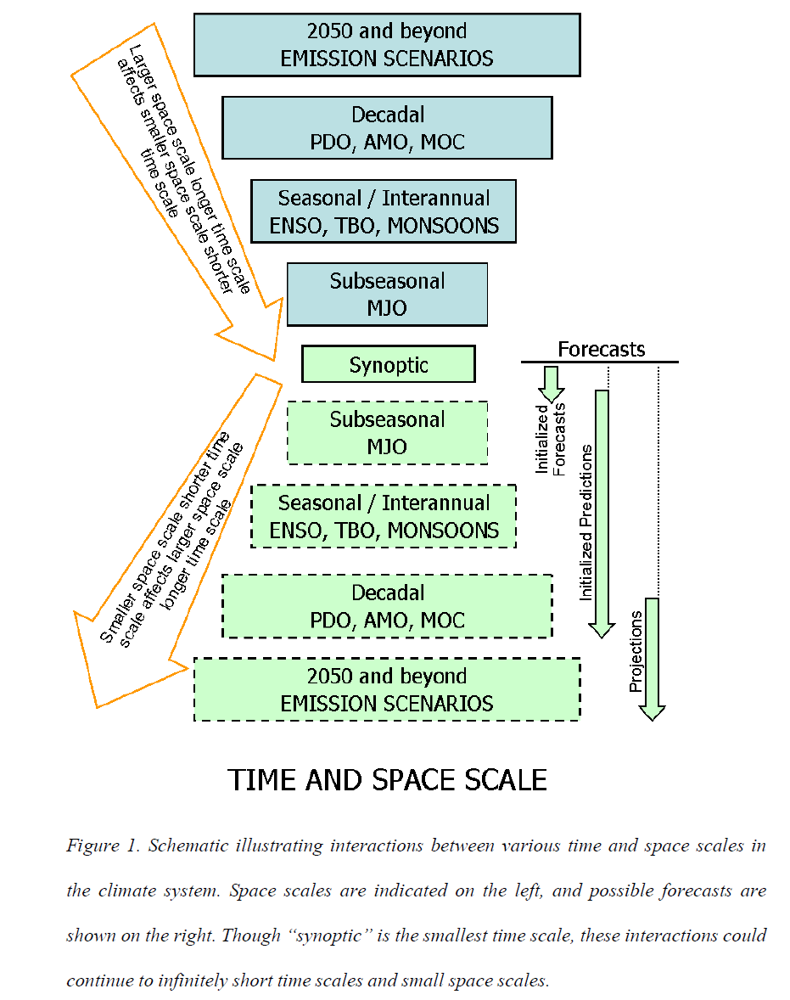 2050 and beyond
EMISSION SCENARIOS
Larger space scale longer time scale
affects smaller space scale shorter
time scale
Decadal
PDO, AMO, MOC
Seasonal / Interannual
ENSO, TBO, MONSOONS
Subseasonal
MJO
Synoptic
Forecasts
Initialized
Forecasts
Initialized Predictions
Projections
Smaller space scale shorter time
scale affects larger space scale
longer time scale
Subseasonal
MJO
Seasonal / Interannual
ENSO, TBO, MONSOONS
Decadal
PDO, AMO, MOC
2050 and beyond
EMISSION SCENARIOS
TIME AND SPACE SCALE
Figure 1. Schematic illustrating interactions between various time and space scales in
the climate system. Space scales are indicated on the left, and possible forecasts are
shown on the right. Though “synoptic” is the smallest time scale, these interactions could
continue to infinitely short time scales and small space scales.